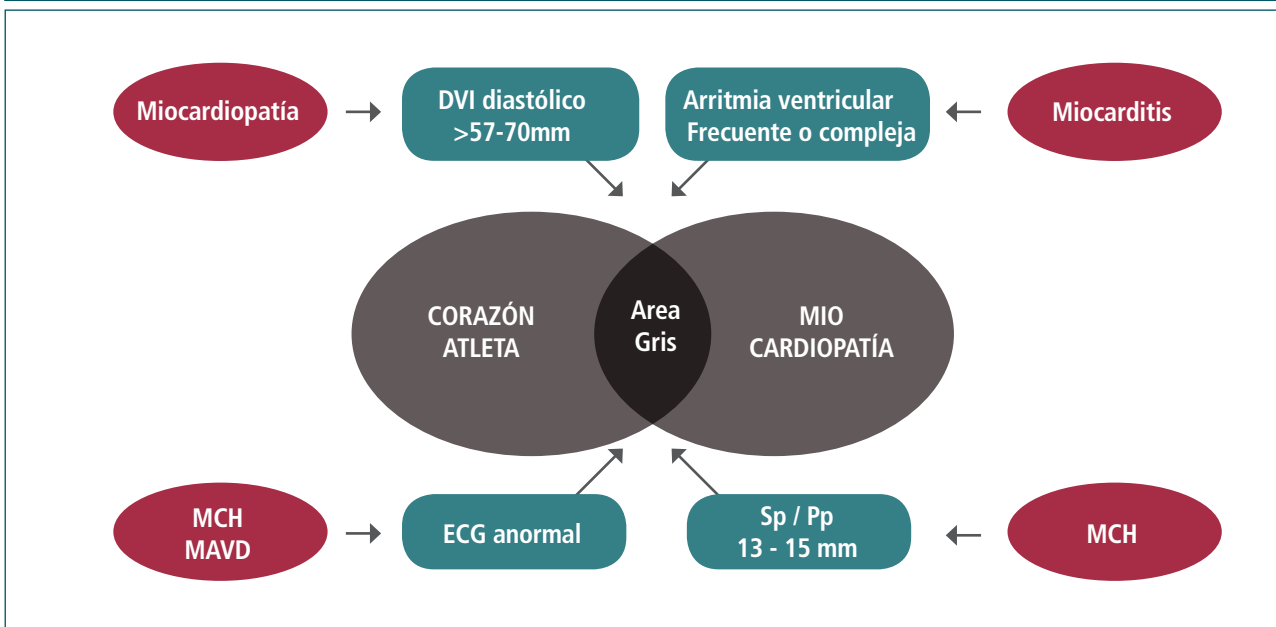 Miocardiopatía
DVI diastólico
>57-70mm
Arritmia ventricular
Frecuente o compleja
Miocarditis
CORAZÓN
ATLETA
Area
Gris
MIO
CARDIOPATÍA
MCH
MAVD
ECG anormal
Sp / Pp
13 - 15 mm
MCH